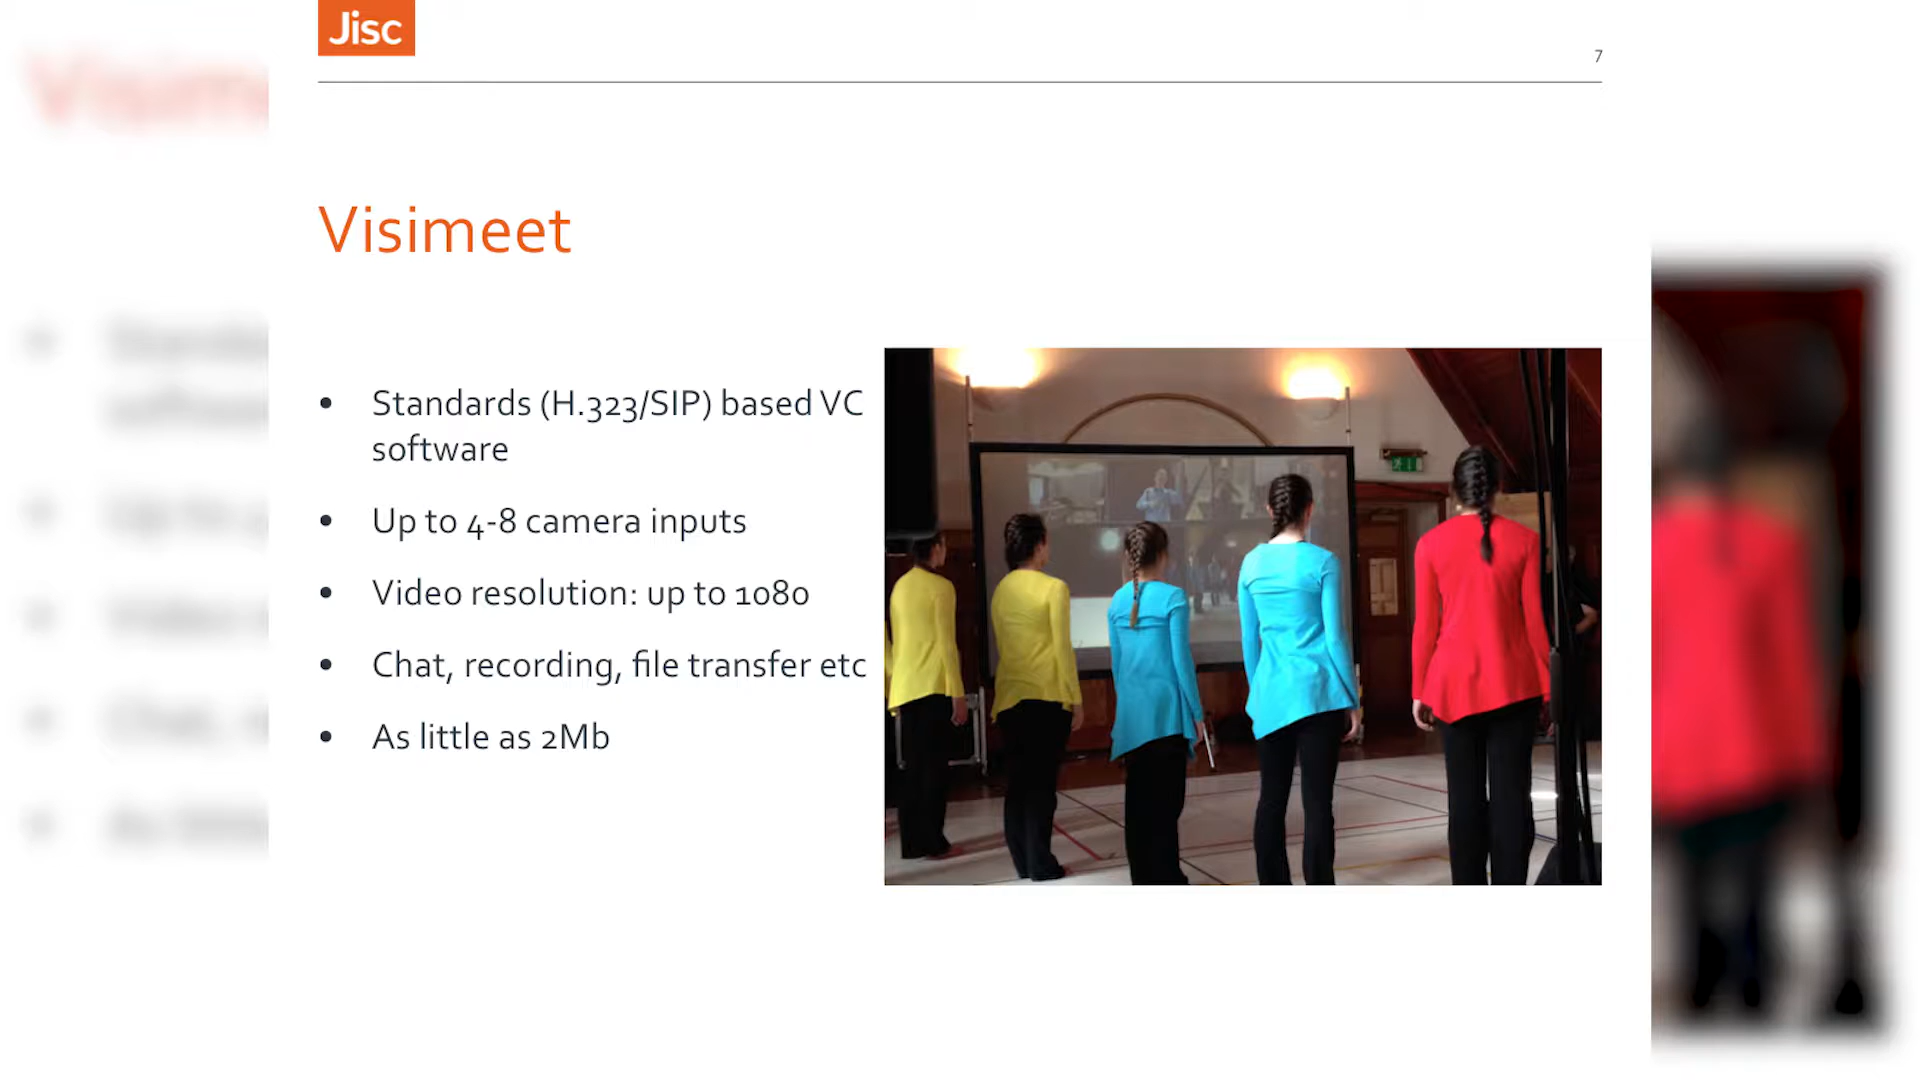 Jisc
7
Visimeet
• Standards (H.323/SIP) based VC
software
• Up to 4-8 camera inputs
• Video resolution: up to 1080
• Chat, recording, file transfer etc
• As little as 2Mb